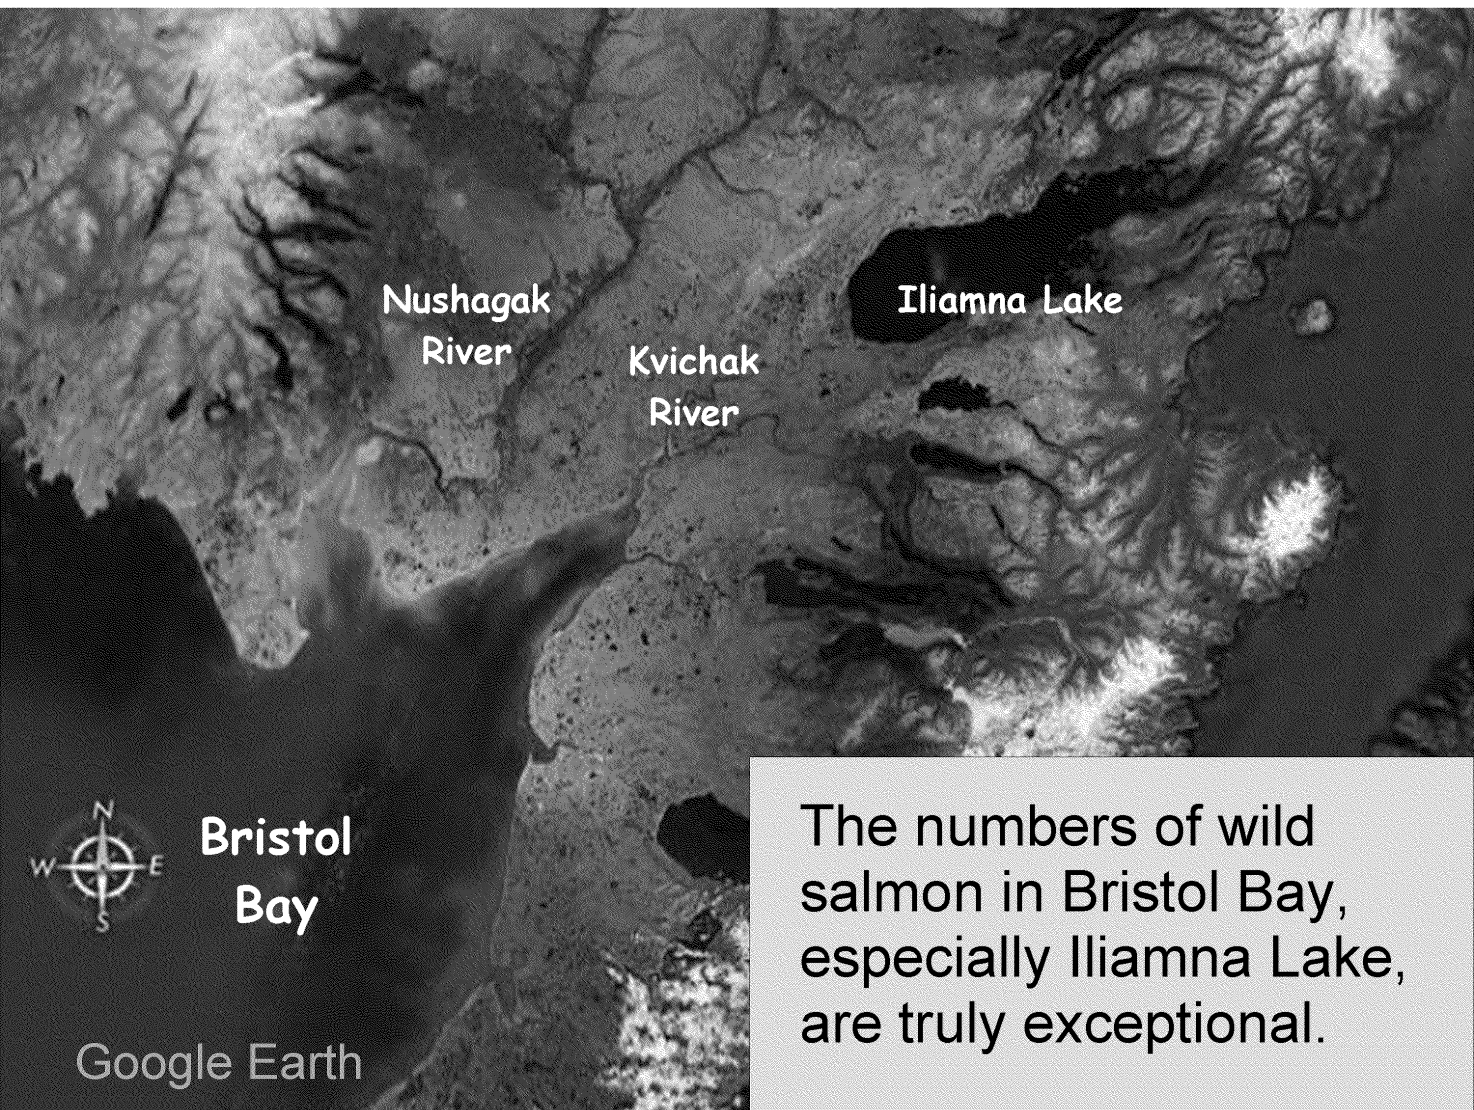 Nushagak
River
Iliamna Lake
Kvichak
River
N
W
E
S
Bristol
Bay
The numbers of wild
salmon in Bristol Bay,
especially Iliamna Lake,
are truly exceptional.
Google Earth